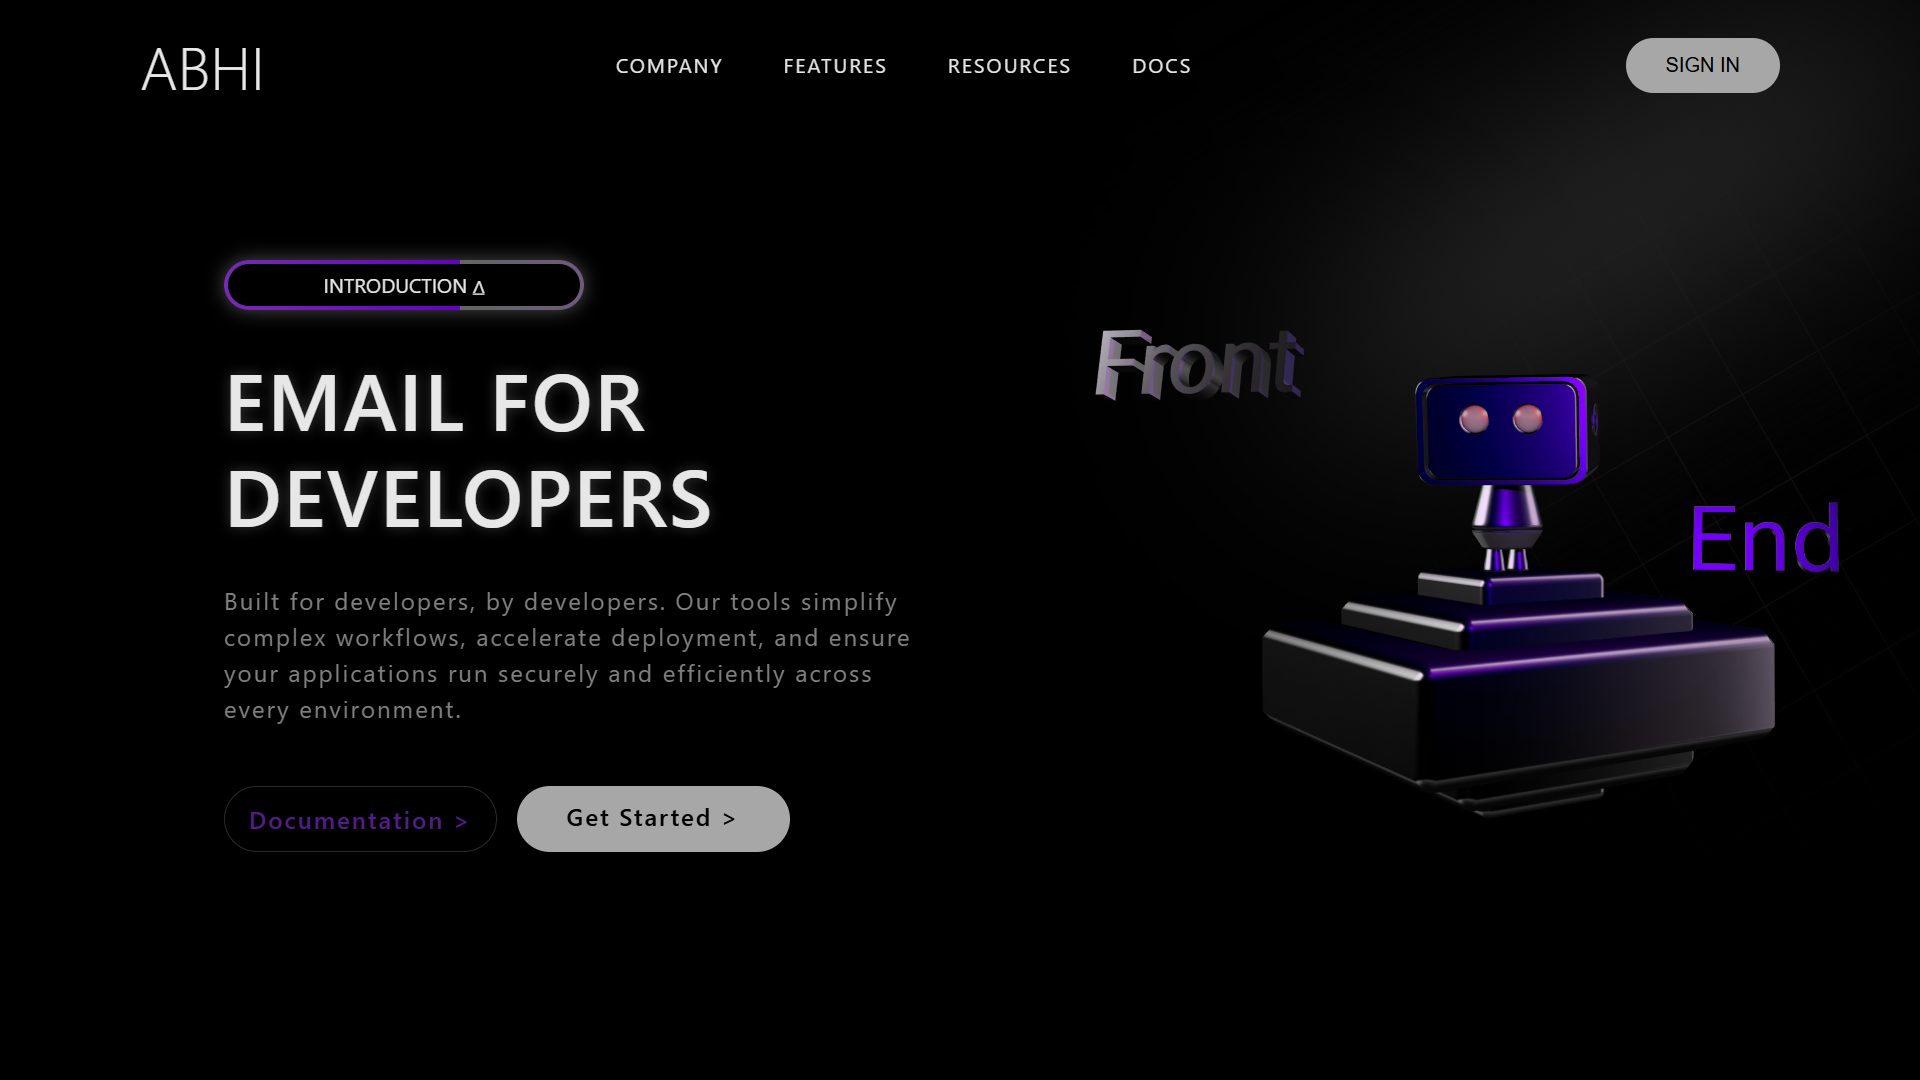 ABHI
COMPANY FEATURES RESOURCES DOCS
SIGN IN
INTRODUCTION Δ
EMAIL FOR
DEVELOPERS
Built for developers, by developers. Our tools simplify
complex workflows, accelerate deployment, and ensure
your applications run securely and efficiently across
every environment.
Documentation >
Get Started >
Front
End